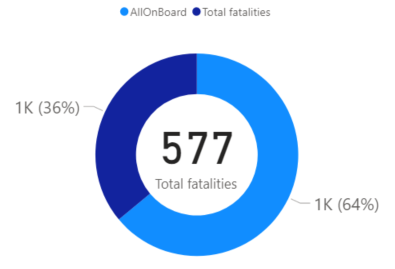 AllOnBoard Total fatalities
1K (36%)
577
Total fatalities
1K (64%)